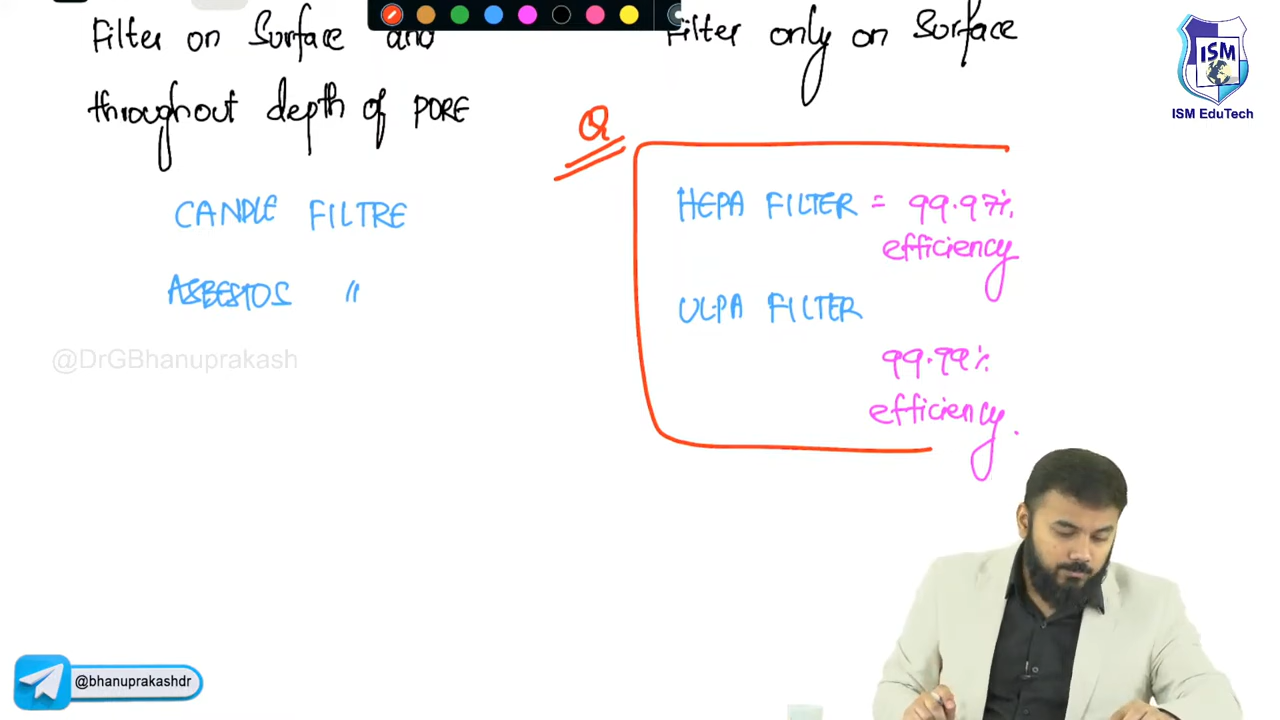 Filter on Surface and
throughout depth of PORE
CANDLE FILTRE
ASBESTOS "
@DrGBhanuprakash
Filter only on Surface
Q
HEPA FILTER = 99.97%
efficiency
ULPA FILTER
99.99%
efficiency.
ISM
ISM EduTech
@bhanuprakashdr